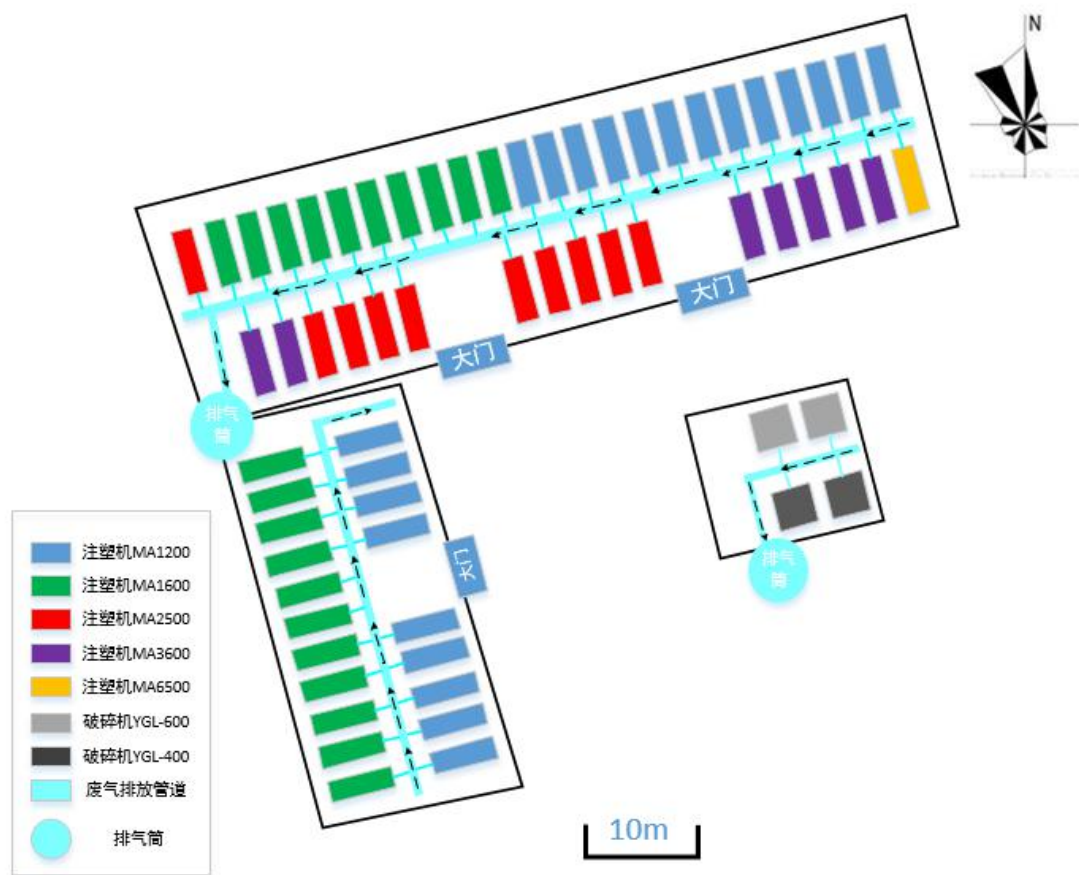 N
大门
大门
排气
筒
大门
排气
筒
注塑机MA1200
注塑机MA1600
注塑机MA2500
注塑机MA3600
注塑机MA6500
破碎机YGL-600
破碎机YGL-400
废气排放管道
排气筒
10m